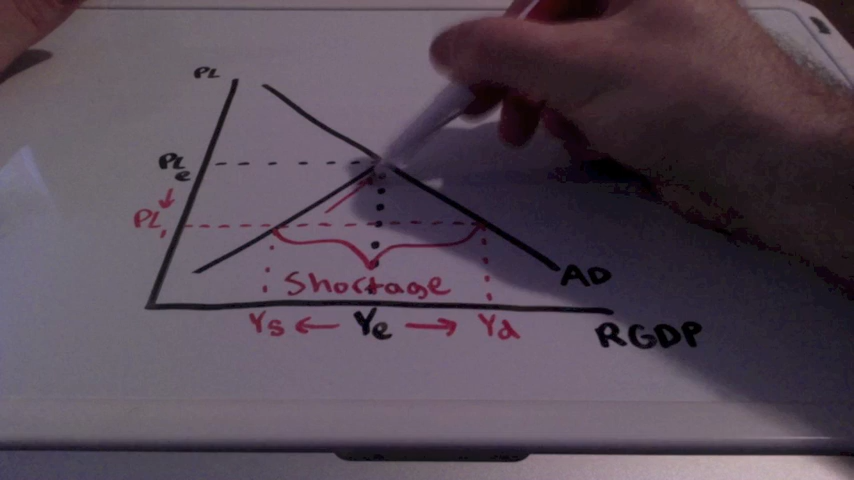 PL
PLe
PL1
AD
Shortage
Ys ← Ye → Yd
RGDP